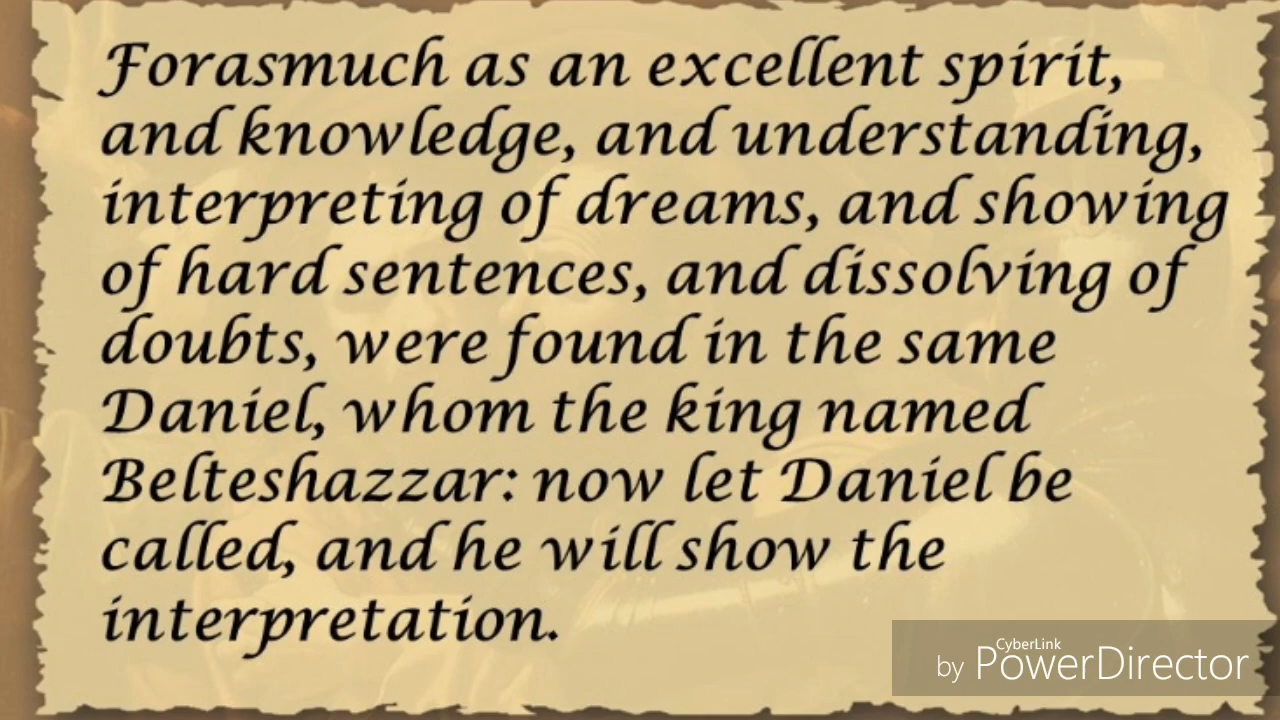 Forasmuch as an excellent spirit,
and knowledge, and understanding,
interpreting of dreams, and showing
of hard sentences, and dissolving of
doubts, were found in the same
Daniel, whom the king named
Belteshazzar: now let Daniel be
called, and he will show the
interpretation.
CyberLink
by PowerDirector